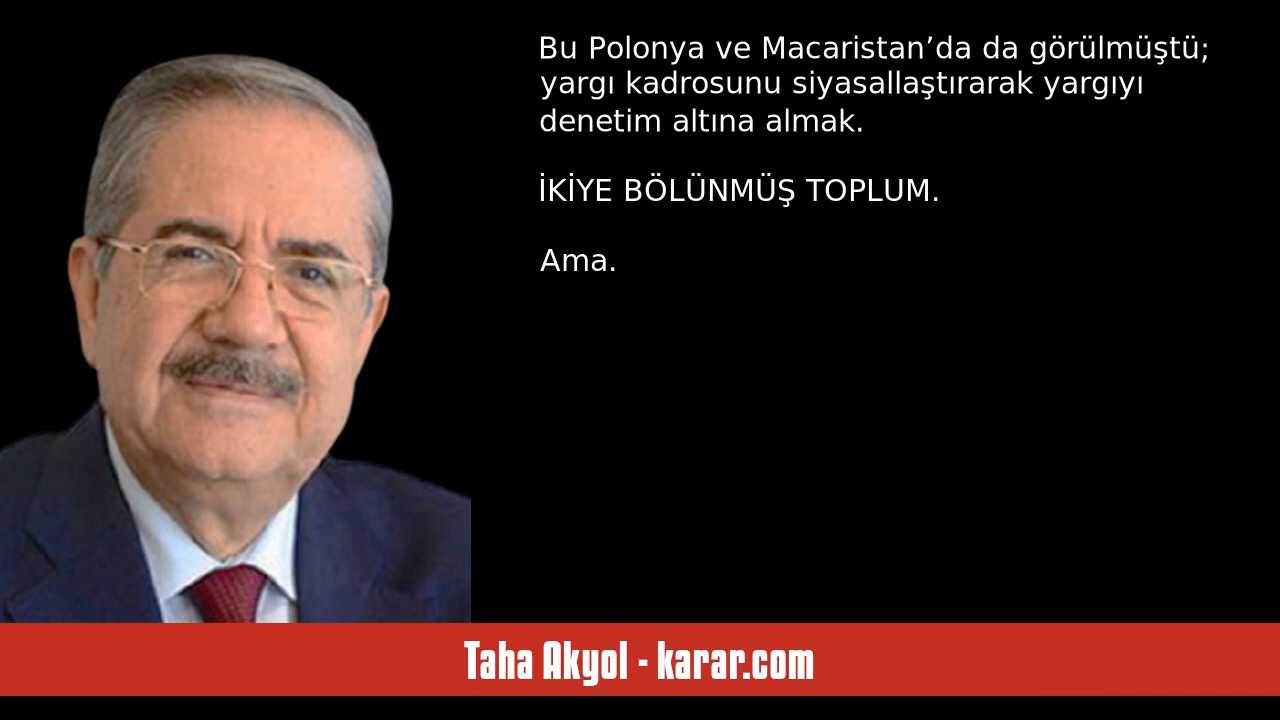 Bu Polonya ve Macaristan’da da görülmüştü;
yargı kadrosunu siyasallaştırarak yargıyı
denetim altına almak.
İKİYE BÖLÜNMÜŞ TOPLUM.
Ama.
Taha Akyol - karar.com